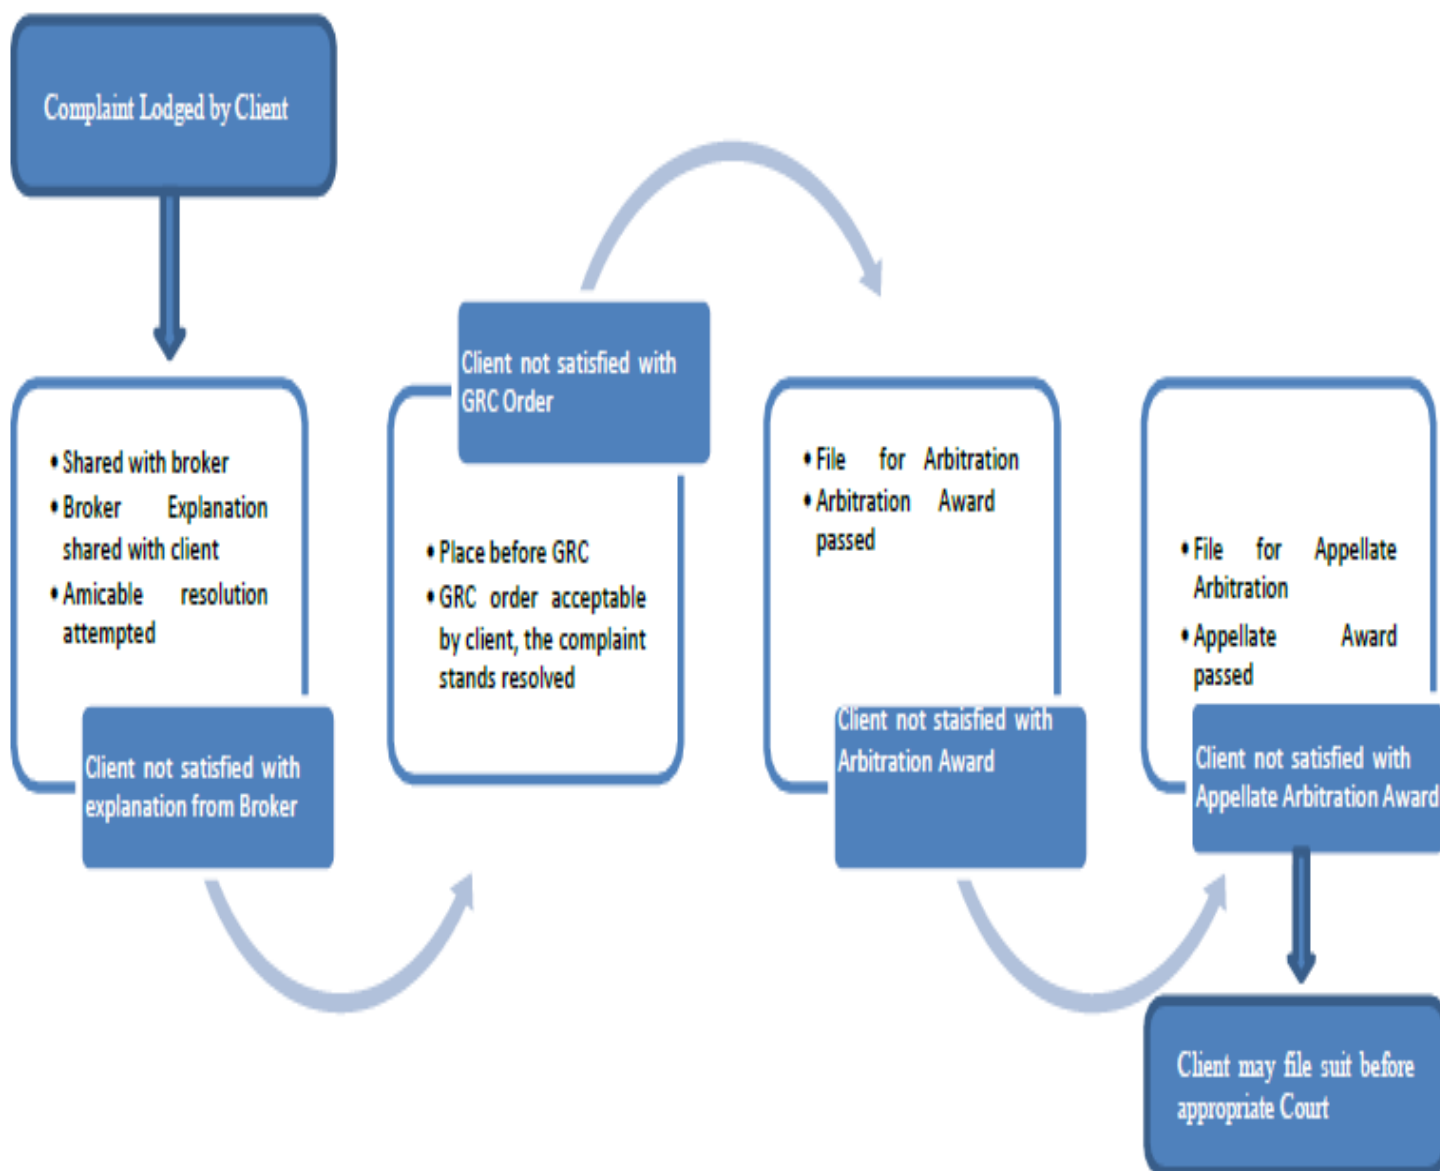 Complaint Lodged by Client
• Shared with broker
• Broker Explanation
shared with client
• Amicable resolution
attempted
Client not satisfied with
explanation from Broker
Client not satisfied with
GRC Order
• Place before GRC
• GRC order acceptable
by client, the complaint
stands resolved
• File for Arbitration
• Arbitration Award
passed
Client not staisfied with
Arbitration Award
• File for Appellate
Arbitration
• Appellate Award
passed
Client not satisfied with
Appellate Arbitration Award
Client may file suit before
appropriate Court